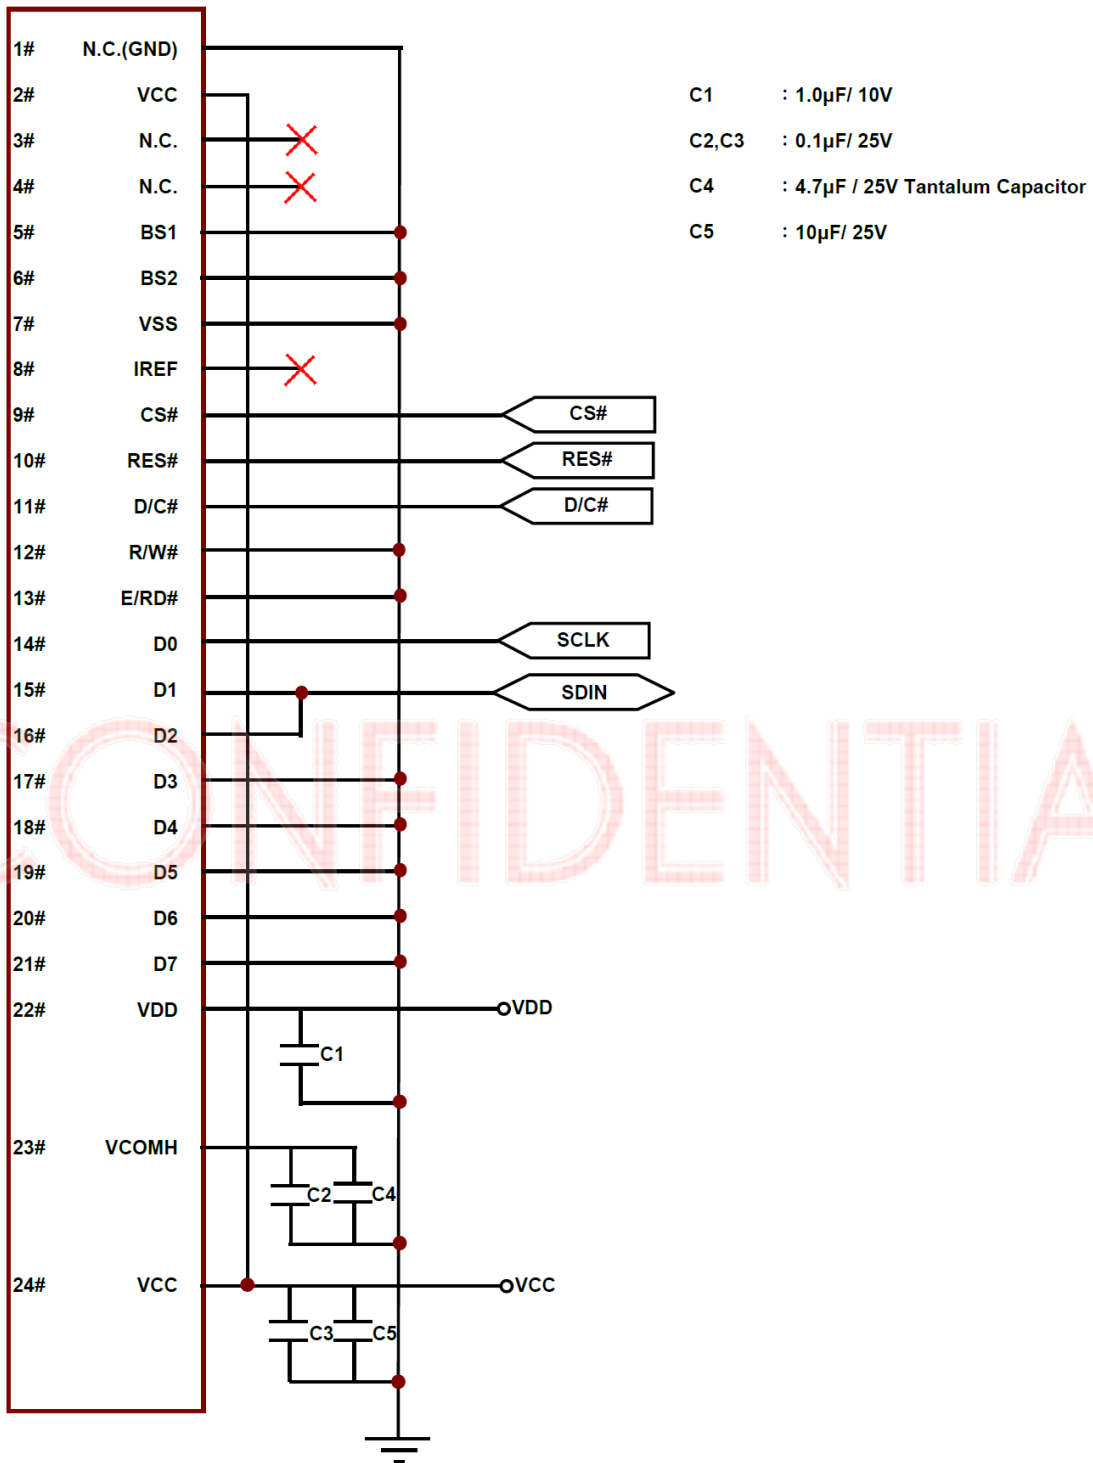 1# N.C.(GND)
2# VCC C1 : 1.0µF/ 10V
3# N.C. C2,C3 : 0.1µF/ 25V
4# N.C. C4 : 4.7µF / 25V Tantalum Capacitor
5# BS1 C5 : 10µF/ 25V
6# BS2
7# VSS
8# IREF
9# CS# CS#
10# RES# RES#
11# D/C# D/C#
12# R/W#
13# E/RD#
14# D0 SCLK
15# D1 SDIN
16# D2
CONFIDENTIA
17# D3
18# D4
19# D5
20# D6
21# D7
22# VDD VDD
C1
23# VCOMH
C2 C4
24# VCC VCC
C3 C5